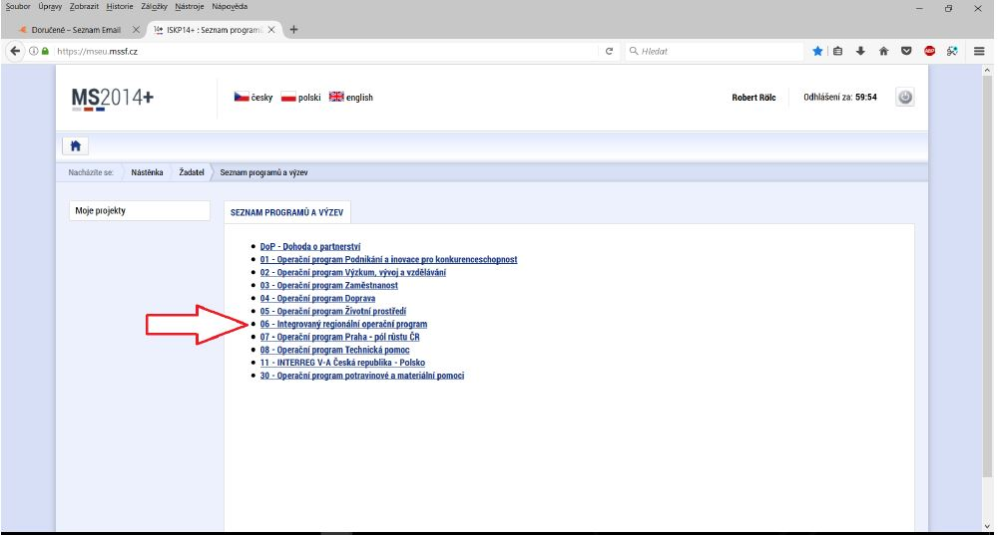 Soubor Úpravy Zobrazit Historie Záložky Nástroje Nápověda
Doručené – Seznam Email
ISKP14+ : Seznam programů
https://mseu.mssf.cz
Hledat
MS2014+
česky polski english
Robert Rölc
Odhlášení za: 59:54
Nacházíte se: Nástěnka Žadatel Seznam programů a výzev
Moje projekty
SEZNAM PROGRAMŮ A VÝZEV
DoP - Dohoda o partnerství
01 - Operační program Podnikání a inovace pro konkurenceschopnost
02 - Operační program Výzkum, vývoj a vzdělávání
03 - Operační program Zaměstnanost
04 - Operační program Doprava
05 - Operační program Životní prostředí
06 - Integrovaný regionální operační program
07 - Operační program Praha - pól růstu ČR
08 - Operační program Technická pomoc
11 - INTERREG V-A Česká republika - Polsko
30 - Operační program potravinové a materiální pomoci